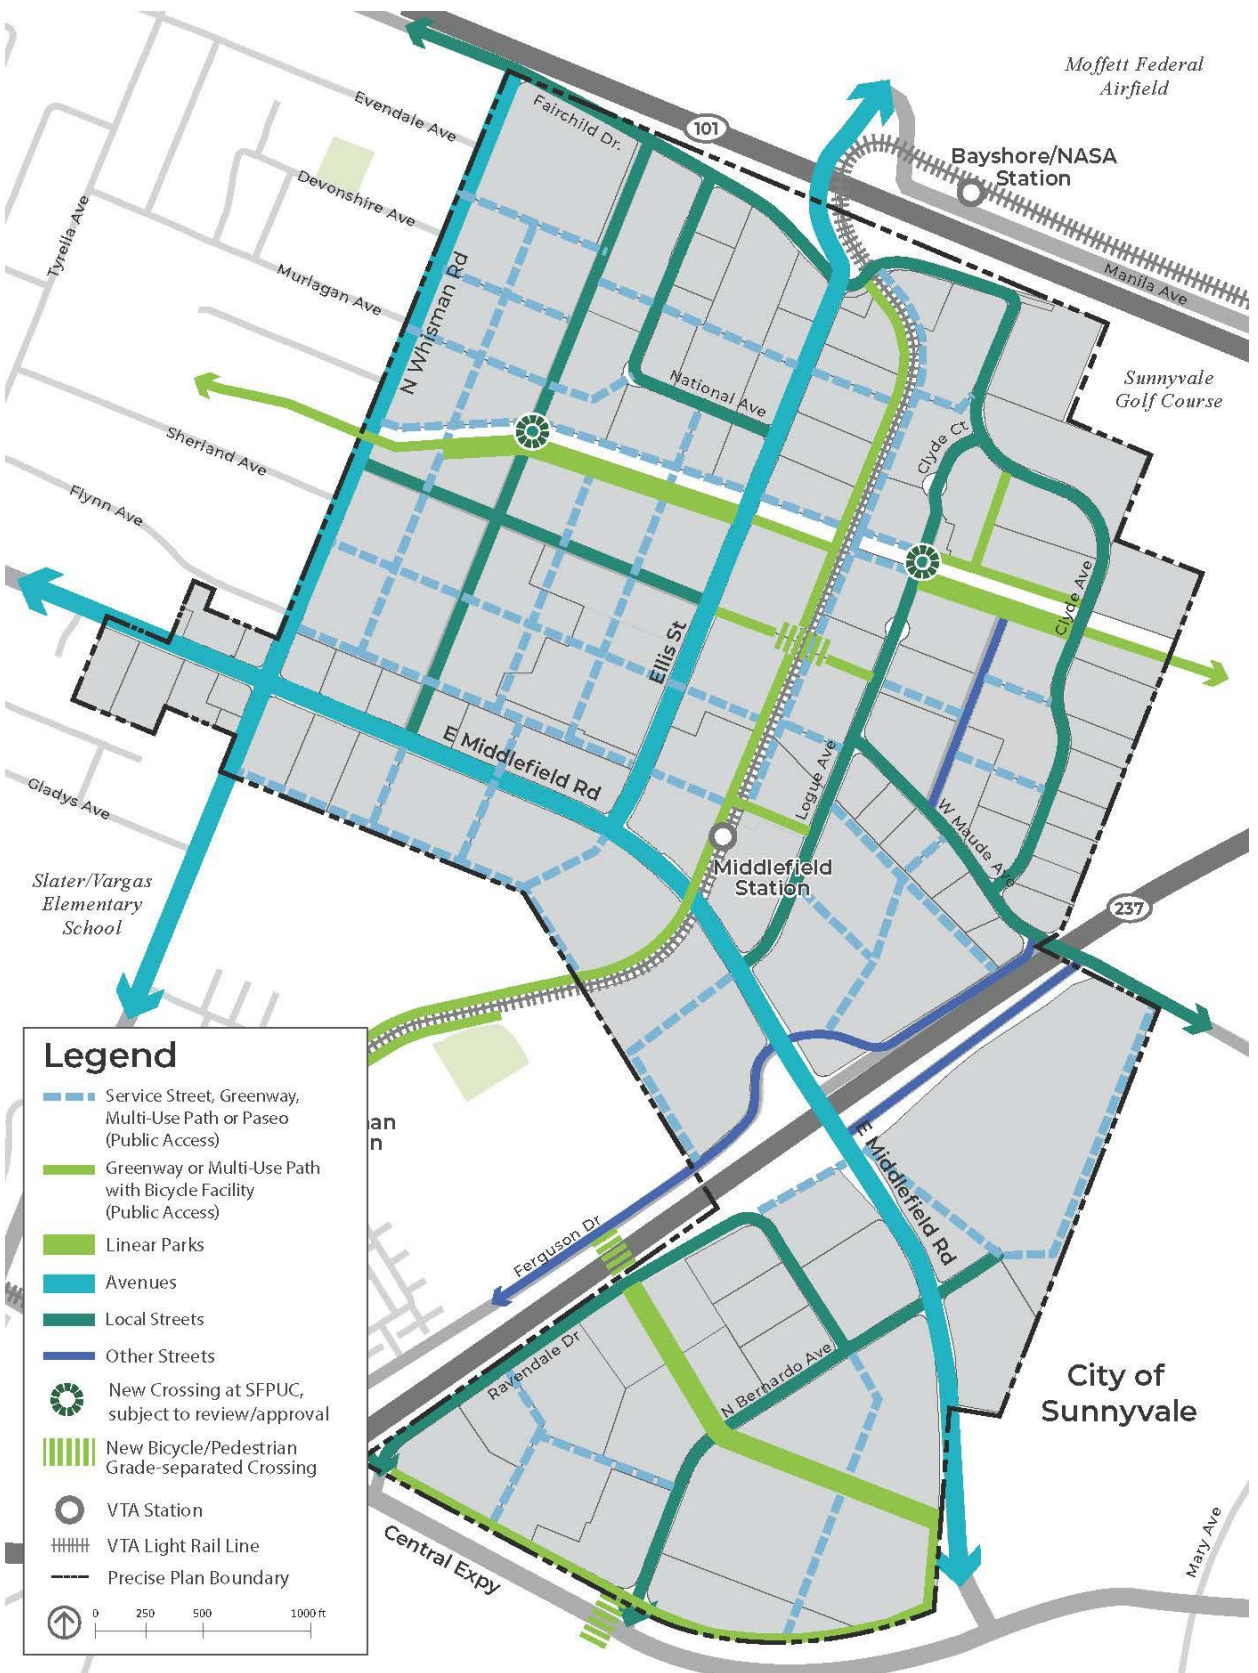 Moffett Federal
Airfield
Evendale Ave
Fairchild Dr.
101
Bayshore/NASA
Station
Devonshire Ave
Tyrella Ave
Murlagan Ave
N Whisman Rd
Manila Ave
Sunnyvale
Golf Course
National Ave
Clyde Ct
Sherland Ave
Flynn Ave
Clyde Ave
Ellis St
E Middlefield Rd
Logue Ave
Gladys Ave
W Maude Ave
Middlefield
Station
Slater/Vargas
Elementary
School
237
E Middlefield Rd
Ferguson Dr
Ravendale Dr
N Bernardo Ave
City of
Sunnyvale
Central Expy
Mary Ave
Legend
Service Street, Greenway,
Multi-Use Path or Paseo
(Public Access)
Greenway or Multi-Use Path
with Bicycle Facility
(Public Access)
Linear Parks
Avenues
Local Streets
Other Streets
New Crossing at SFPUC,
subject to review/approval
New Bicycle/Pedestrian
Grade-separated Crossing
VTA Station
VTA Light Rail Line
Precise Plan Boundary
0 250 500 1000 ft